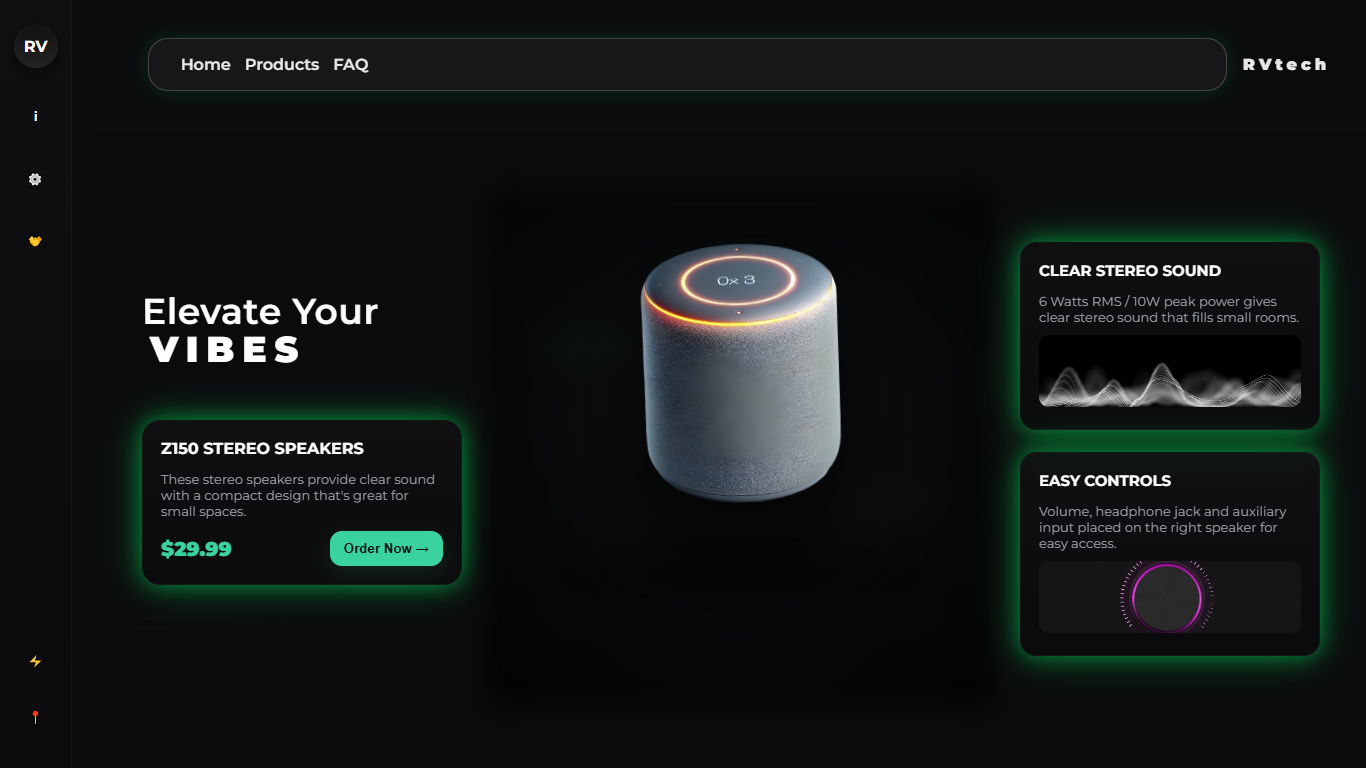 RV
i
Home Products FAQ
RVtech
Elevate Your
VIBES
Z150 STEREO SPEAKERS
These stereo speakers provide clear sound
with a compact design that's great for
small spaces.
$29.99
Order Now →
0x 3
CLEAR STEREO SOUND
6 Watts RMS / 10W peak power gives
clear stereo sound that fills small rooms.
EASY CONTROLS
Volume, headphone jack and auxiliary
input placed on the right speaker for
easy access.